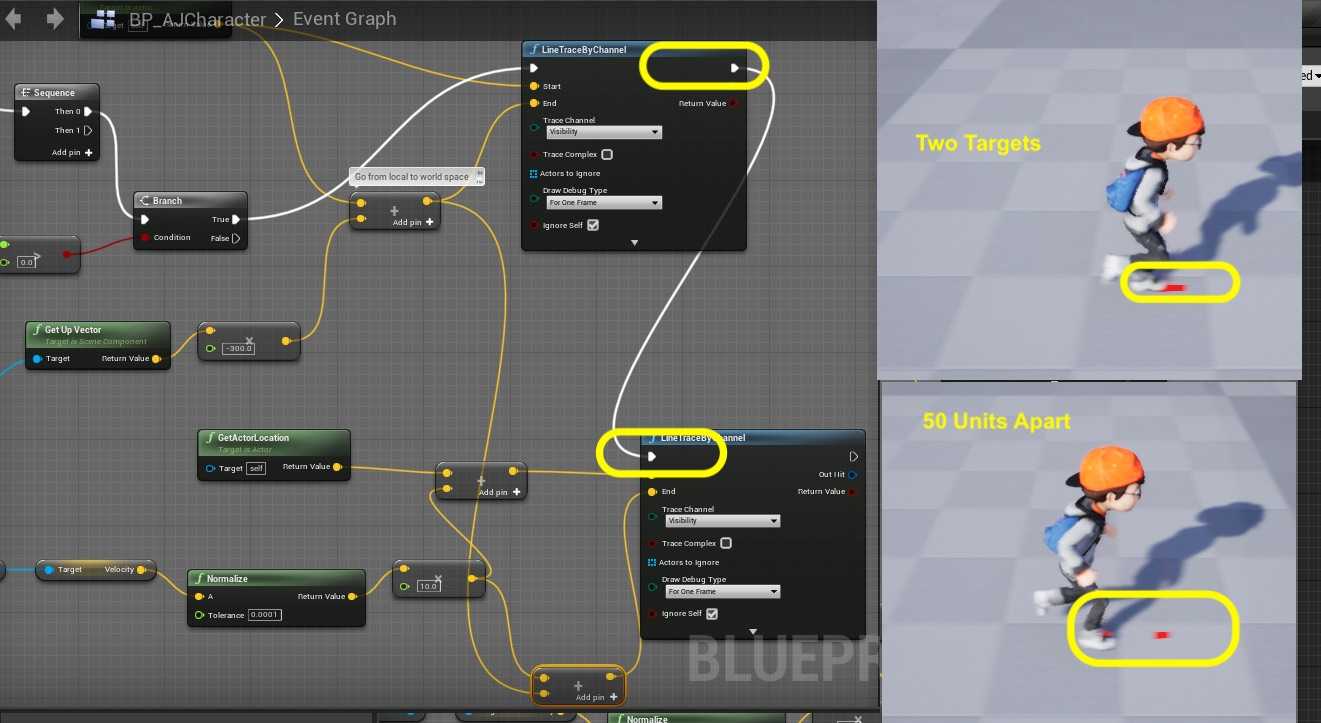 BP_AJCharacter > Event Graph
Sequence
Then 0
Then 1
Add pin +
Branch
True
Condition
False
0.0
>
Go from local to world space
+
Add pin +
LineTraceByChannel
Start
End
Return Value
Trace Channel
Visibility
Trace Complex
Actors to Ignore
Draw Debug Type
For One Frame
Ignore Self
Get Up Vector
Target is Scene Component
Target
Return Value
×
-300.0
GetActorLocation
Target is Actor
Target
self
Return Value
+
Add pin +
Target
Velocity
Normalize
A
Return Value
Tolerance
0.0001
×
10.0
+
Add pin +
LineTraceByChannel
Out Hit
End
Return Value
Trace Channel
Visibility
Trace Complex
Actors to Ignore
Draw Debug Type
For One Frame
Ignore Self
BLUEPR
Normalize
Two Targets
50 Units Apart
ed